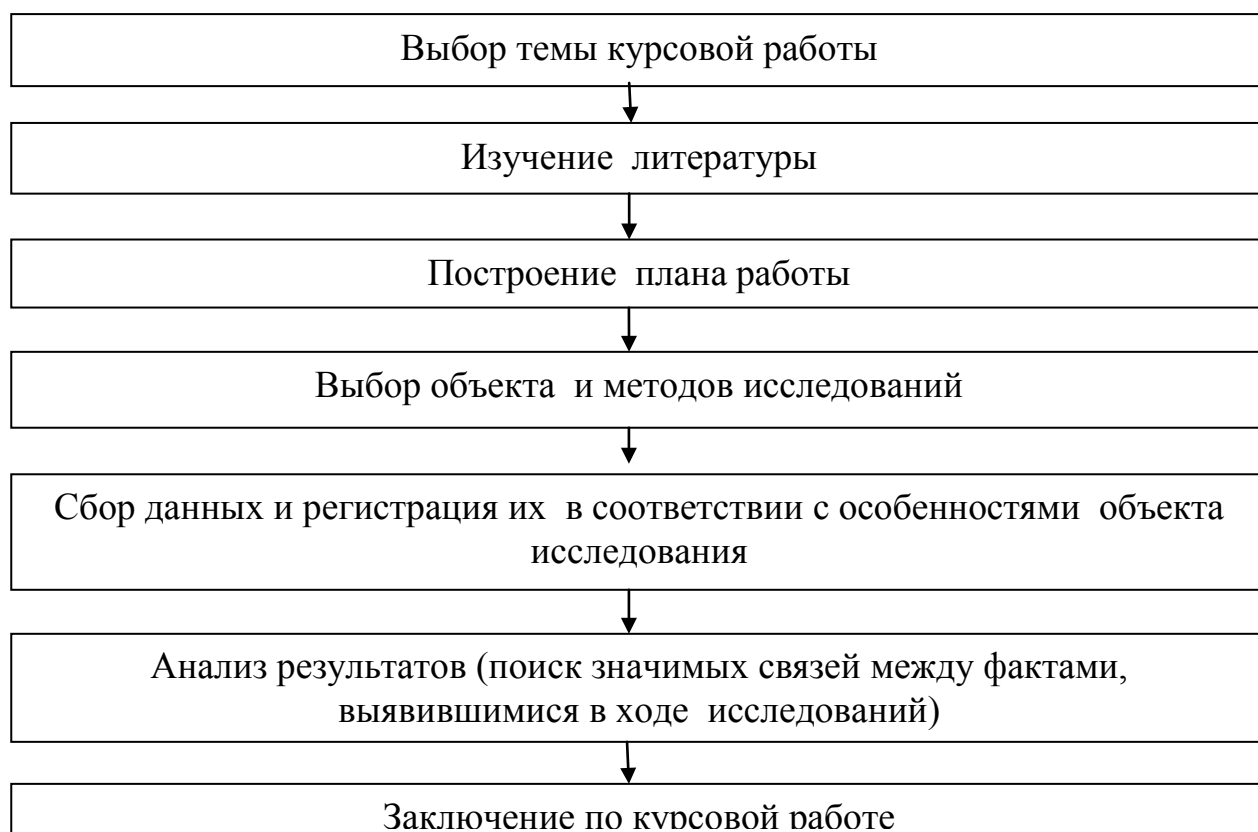 Выбор темы курсовой работы
Изучение литературы
Построение плана работы
Выбор объекта и методов исследований
Сбор данных и регистрация их в соответствии с особенностями объекта
исследования
Анализ результатов (поиск значимых связей между фактами,
выявившимися в ходе исследований)
Заключение по курсовой работе